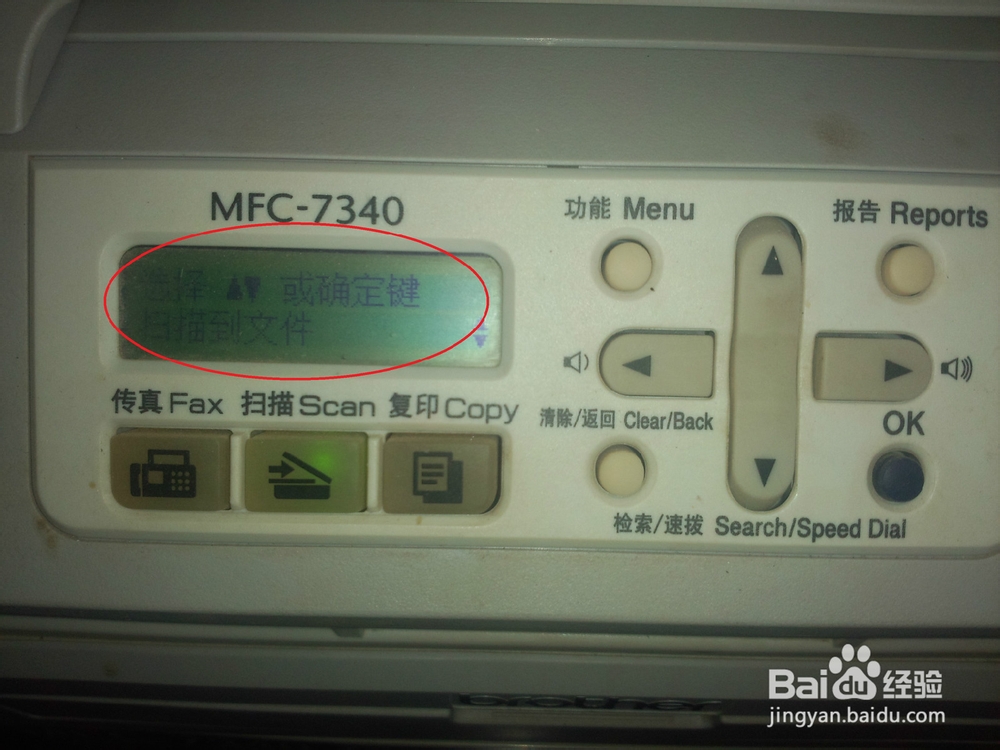 MFC-7340
选择 ▲▼ 或确定键
扫描到文件
功能 Menu
报告 Reports
传真 Fax 扫描 Scan 复印 Copy
清除/返回 Clear/Back
OK
检索/速拨 Search/Speed Dial
brother
Baidu经验
jingyan.baidu.com